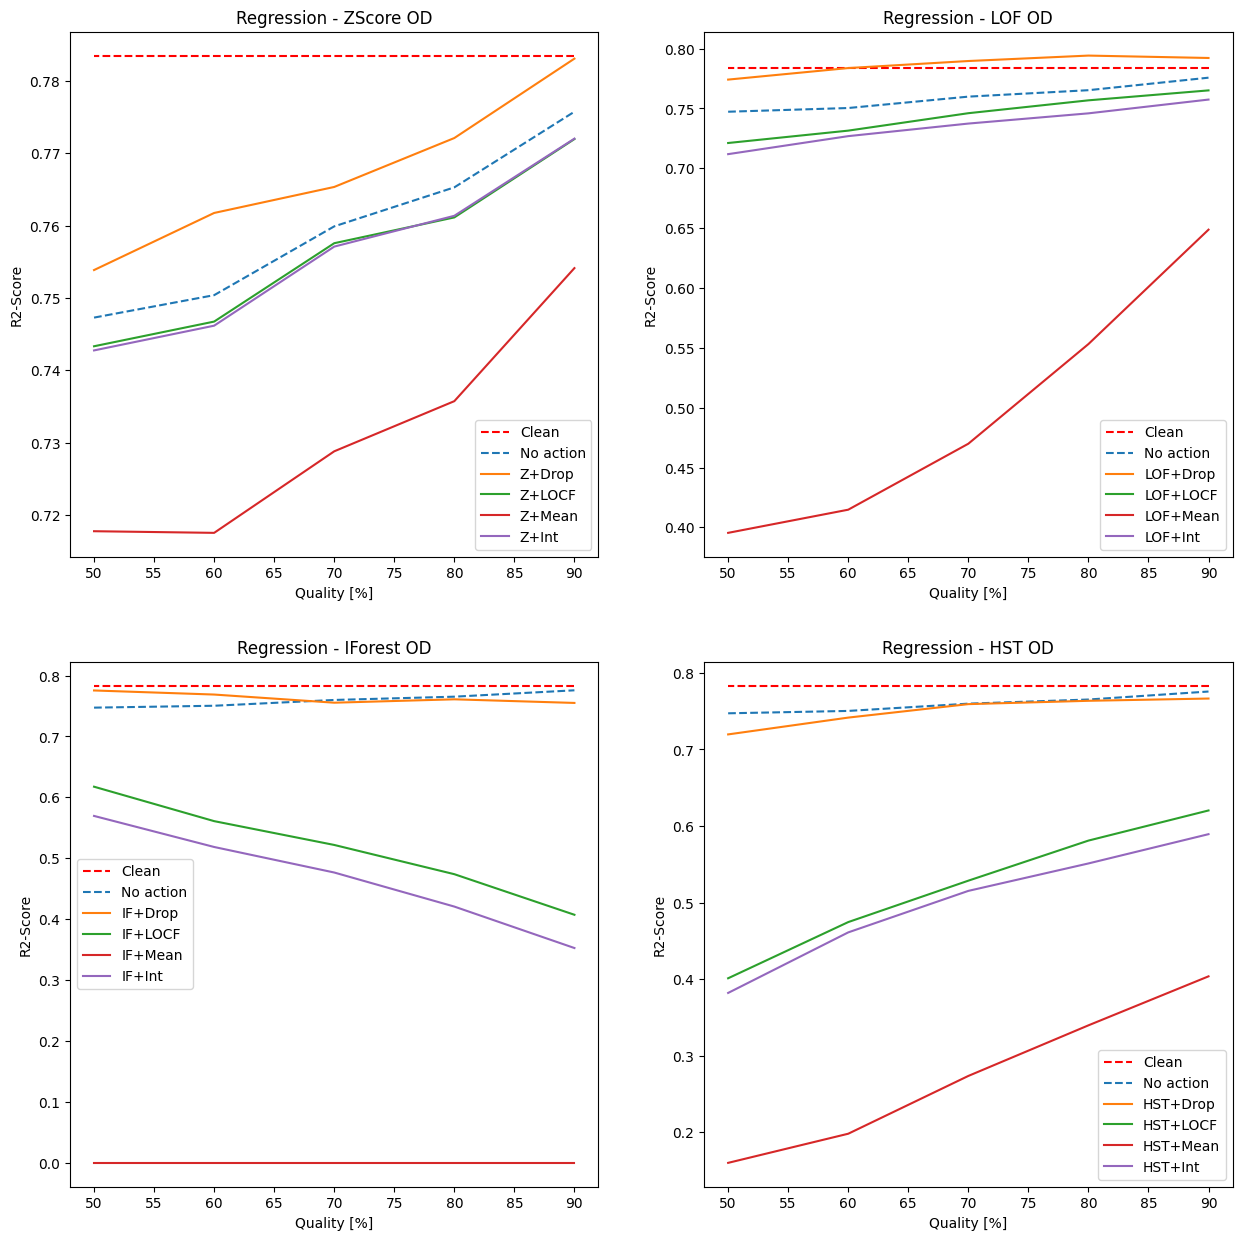 Regression - ZScore OD
R2-Score
0.78
0.77
0.76
0.75
0.74
0.73
0.72
50 55 60 65 70 75 80 85 90
Quality [%]
Clean
No action
Z+Drop
Z+LOCF
Z+Mean
Z+Int
Regression - LOF OD
R2-Score
0.80
0.75
0.70
0.65
0.60
0.55
0.50
0.45
0.40
50 55 60 65 70 75 80 85 90
Quality [%]
Clean
No action
LOF+Drop
LOF+LOCF
LOF+Mean
LOF+Int
Regression - IForest OD
R2-Score
0.8
0.7
0.6
0.5
0.4
0.3
0.2
0.1
0.0
50 55 60 65 70 75 80 85 90
Quality [%]
Clean
No action
IF+Drop
IF+LOCF
IF+Mean
IF+Int
Regression - HST OD
R2-Score
0.8
0.7
0.6
0.5
0.4
0.3
0.2
50 55 60 65 70 75 80 85 90
Quality [%]
Clean
No action
HST+Drop
HST+LOCF
HST+Mean
HST+Int